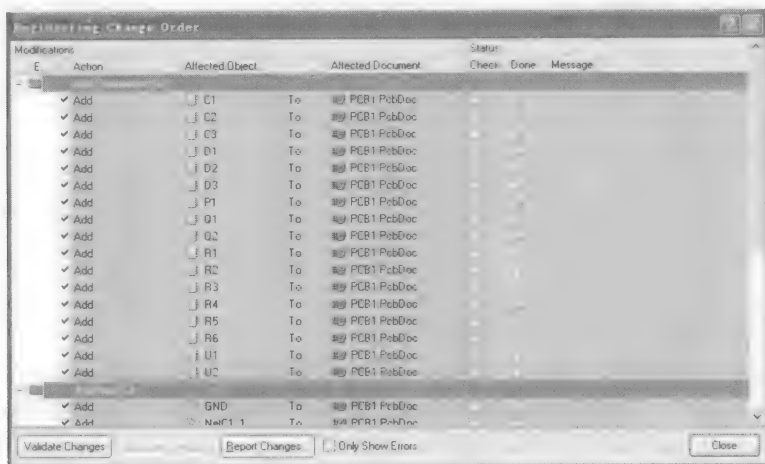 Engineering Change Order
Modifications Status
E. Action Affected Object Affected Document Check Done Message
Add C1 To PCB1.PcbDoc
Add C2 To PCB1.PcbDoc
Add C3 To PCB1.PcbDoc
Add D1 To PCB1.PcbDoc
Add D2 To PCB1.PcbDoc
Add D3 To PCB1.PcbDoc
Add P1 To PCB1.PcbDoc
Add Q1 To PCB1.PcbDoc
Add Q2 To PCB1.PcbDoc
Add R1 To PCB1.PcbDoc
Add R2 To PCB1.PcbDoc
Add R3 To PCB1.PcbDoc
Add R4 To PCB1.PcbDoc
Add R5 To PCB1.PcbDoc
Add R6 To PCB1.PcbDoc
Add U1 To PCB1.PcbDoc
Add U2 To PCB1.PcbDoc
Add GND To PCB1.PcbDoc
Add NetC1_1 To PCB1.PcbDoc
Validate Changes Report Changes Only Show Errors Close